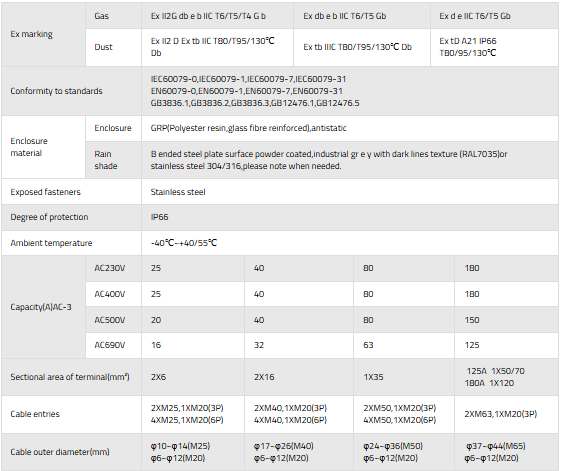 Ex marking
Gas
Ex II2G db e b IIC T6/T5/T4 G b
Ex db e b IIC T6/T5 Gb
Ex d e IIC T6/T5 Gb
Dust
Ex II2 D Ex tb IIC T80/T95/130℃
Db
Ex tb IIIC T80/T95/130℃ Db
Ex tD A21 IP66
T80/95/130℃
Conformity to standards
IEC60079-0,IEC60079-1,IEC60079-7,IEC60079-31
EN60079-0,EN60079-1,EN60079-7,EN60079-31
GB3836.1,GB3836.2,GB3836.3,GB12476.1,GB12476.5
Enclosure
material
Enclosure
GRP(Polyester resin,glass fibre reinforced),antistatic
Rain
shade
B ended steel plate surface powder coated,industrial gr e y with dark lines texture (RAL7035)or
stainless steel 304/316,please note when needed.
Exposed fasteners
Stainless steel
Degree of protection
IP66
Ambient temperature
-40℃~+40/55℃
Capacity(A)AC-3
AC230V
25
40
80
180
AC400V
25
40
80
180
AC500V
20
40
80
150
AC690V
16
32
63
125
Sectional area of terminal(mm²)
2X6
2X16
1X35
125A 1X50/70
180A 1X120
Cable entries
2XM25,1XM20(3P)
4XM25,1XM20(6P)
2XM40,1XM20(3P)
4XM40,1XM20(6P)
2XM50,1XM20(3P)
4XM50,1XM20(6P)
2XM63,1XM20(3P)
Cable outer diameter(mm)
φ10~φ14(M25)
φ6~φ12(M20)
φ17~φ26(M40)
φ6~φ12(M20)
φ24~φ36(M50)
φ6~φ12(M20)
φ37~φ44(M65)
φ6~φ12(M20)